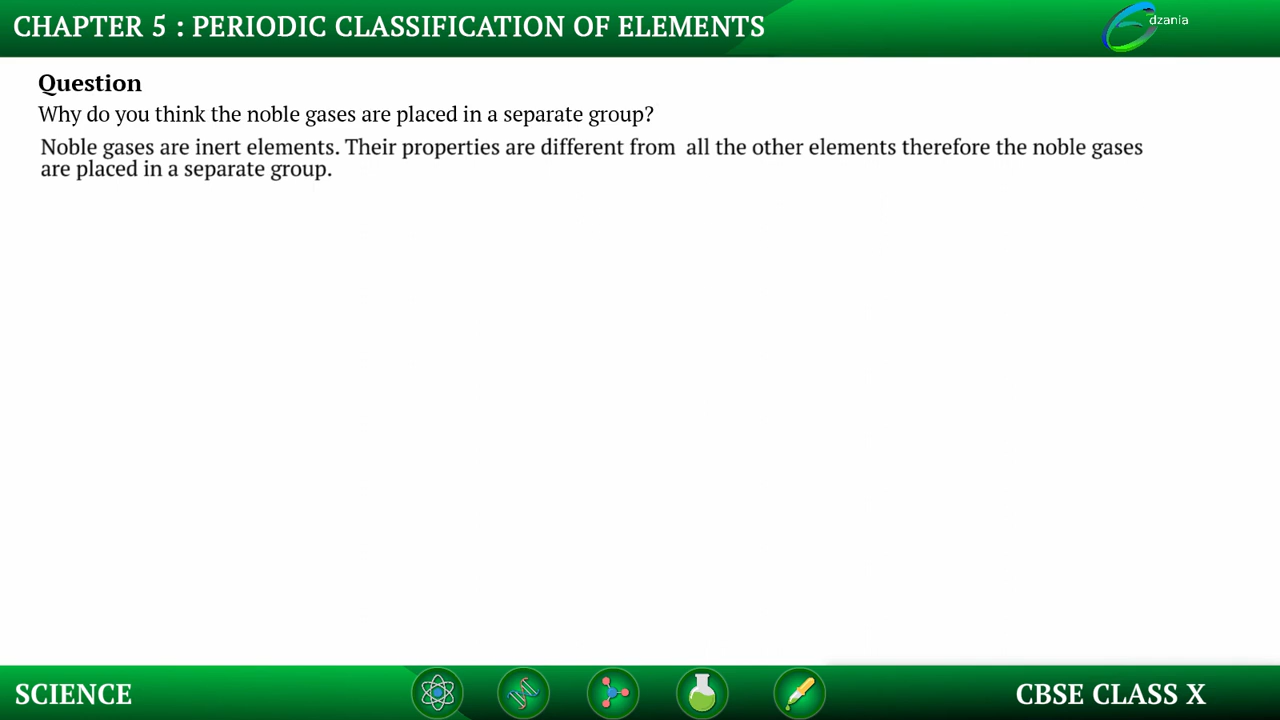 CHAPTER 5 : PERIODIC CLASSIFICATION OF ELEMENTS
dzania
Question
Why do you think the noble gases are placed in a separate group?
Noble gases are inert elements. Their properties are different from  all the other elements therefore the noble gases
are placed in a separate group.
SCIENCE
CBSE CLASS X